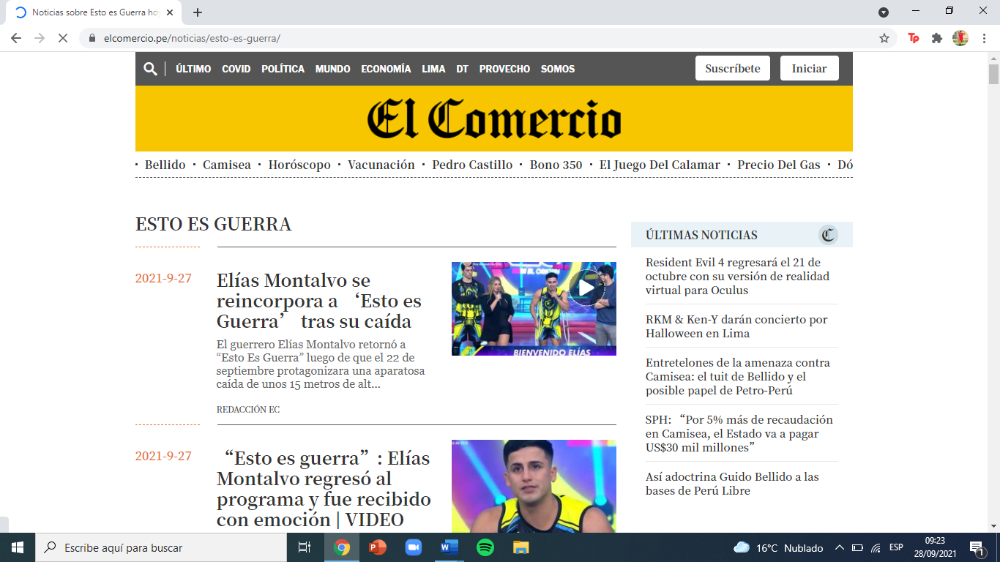 Noticias sobre Esto es Guerra hoy
elcomercio.pe/noticias/esto-es-guerra/
Tp
ÚLTIMO COVID POLÍTICA MUNDO ECONOMÍA LIMA DT PROVECHO SOMOS
Suscríbete Iniciar
El Comercio
· Bellido · Camisea · Horóscopo · Vacunación · Pedro Castillo · Bono 350 · El Juego Del Calamar · Precio Del Gas · Dó
ESTO ES GUERRA
2021-9-27
Elías Montalvo se
reincorpora a ‘Esto es
Guerra’ tras su caída
El guerrero Elías Montalvo retornó a
“Esto Es Guerra” luego de que el 22 de
septiembre protagonizara una aparatosa
caída de unos 15 metros de alt...
REDACCIÓN EC
BIENVENIDO ELÍAS
2021-9-27
“Esto es guerra”: Elías
Montalvo regresó al
programa y fue recibido
con emoción | VIDEO
ÚLTIMAS NOTICIAS
C
Resident Evil 4 regresará el 21 de
octubre con su versión de realidad
virtual para Oculus
RKM & Ken-Y darán concierto por
Halloween en Lima
Entretelones de la amenaza contra
Camisea: el tuit de Bellido y el
posible papel de Petro-Perú
SPH: “Por 5% más de recaudación
en Camisea, el Estado va a pagar
US$30 mil millones”
Así adoctrina Guido Bellido a las
bases de Perú Libre
Escribe aquí para buscar
16°C Nublado
ESP
09:23
28/09/2021
1